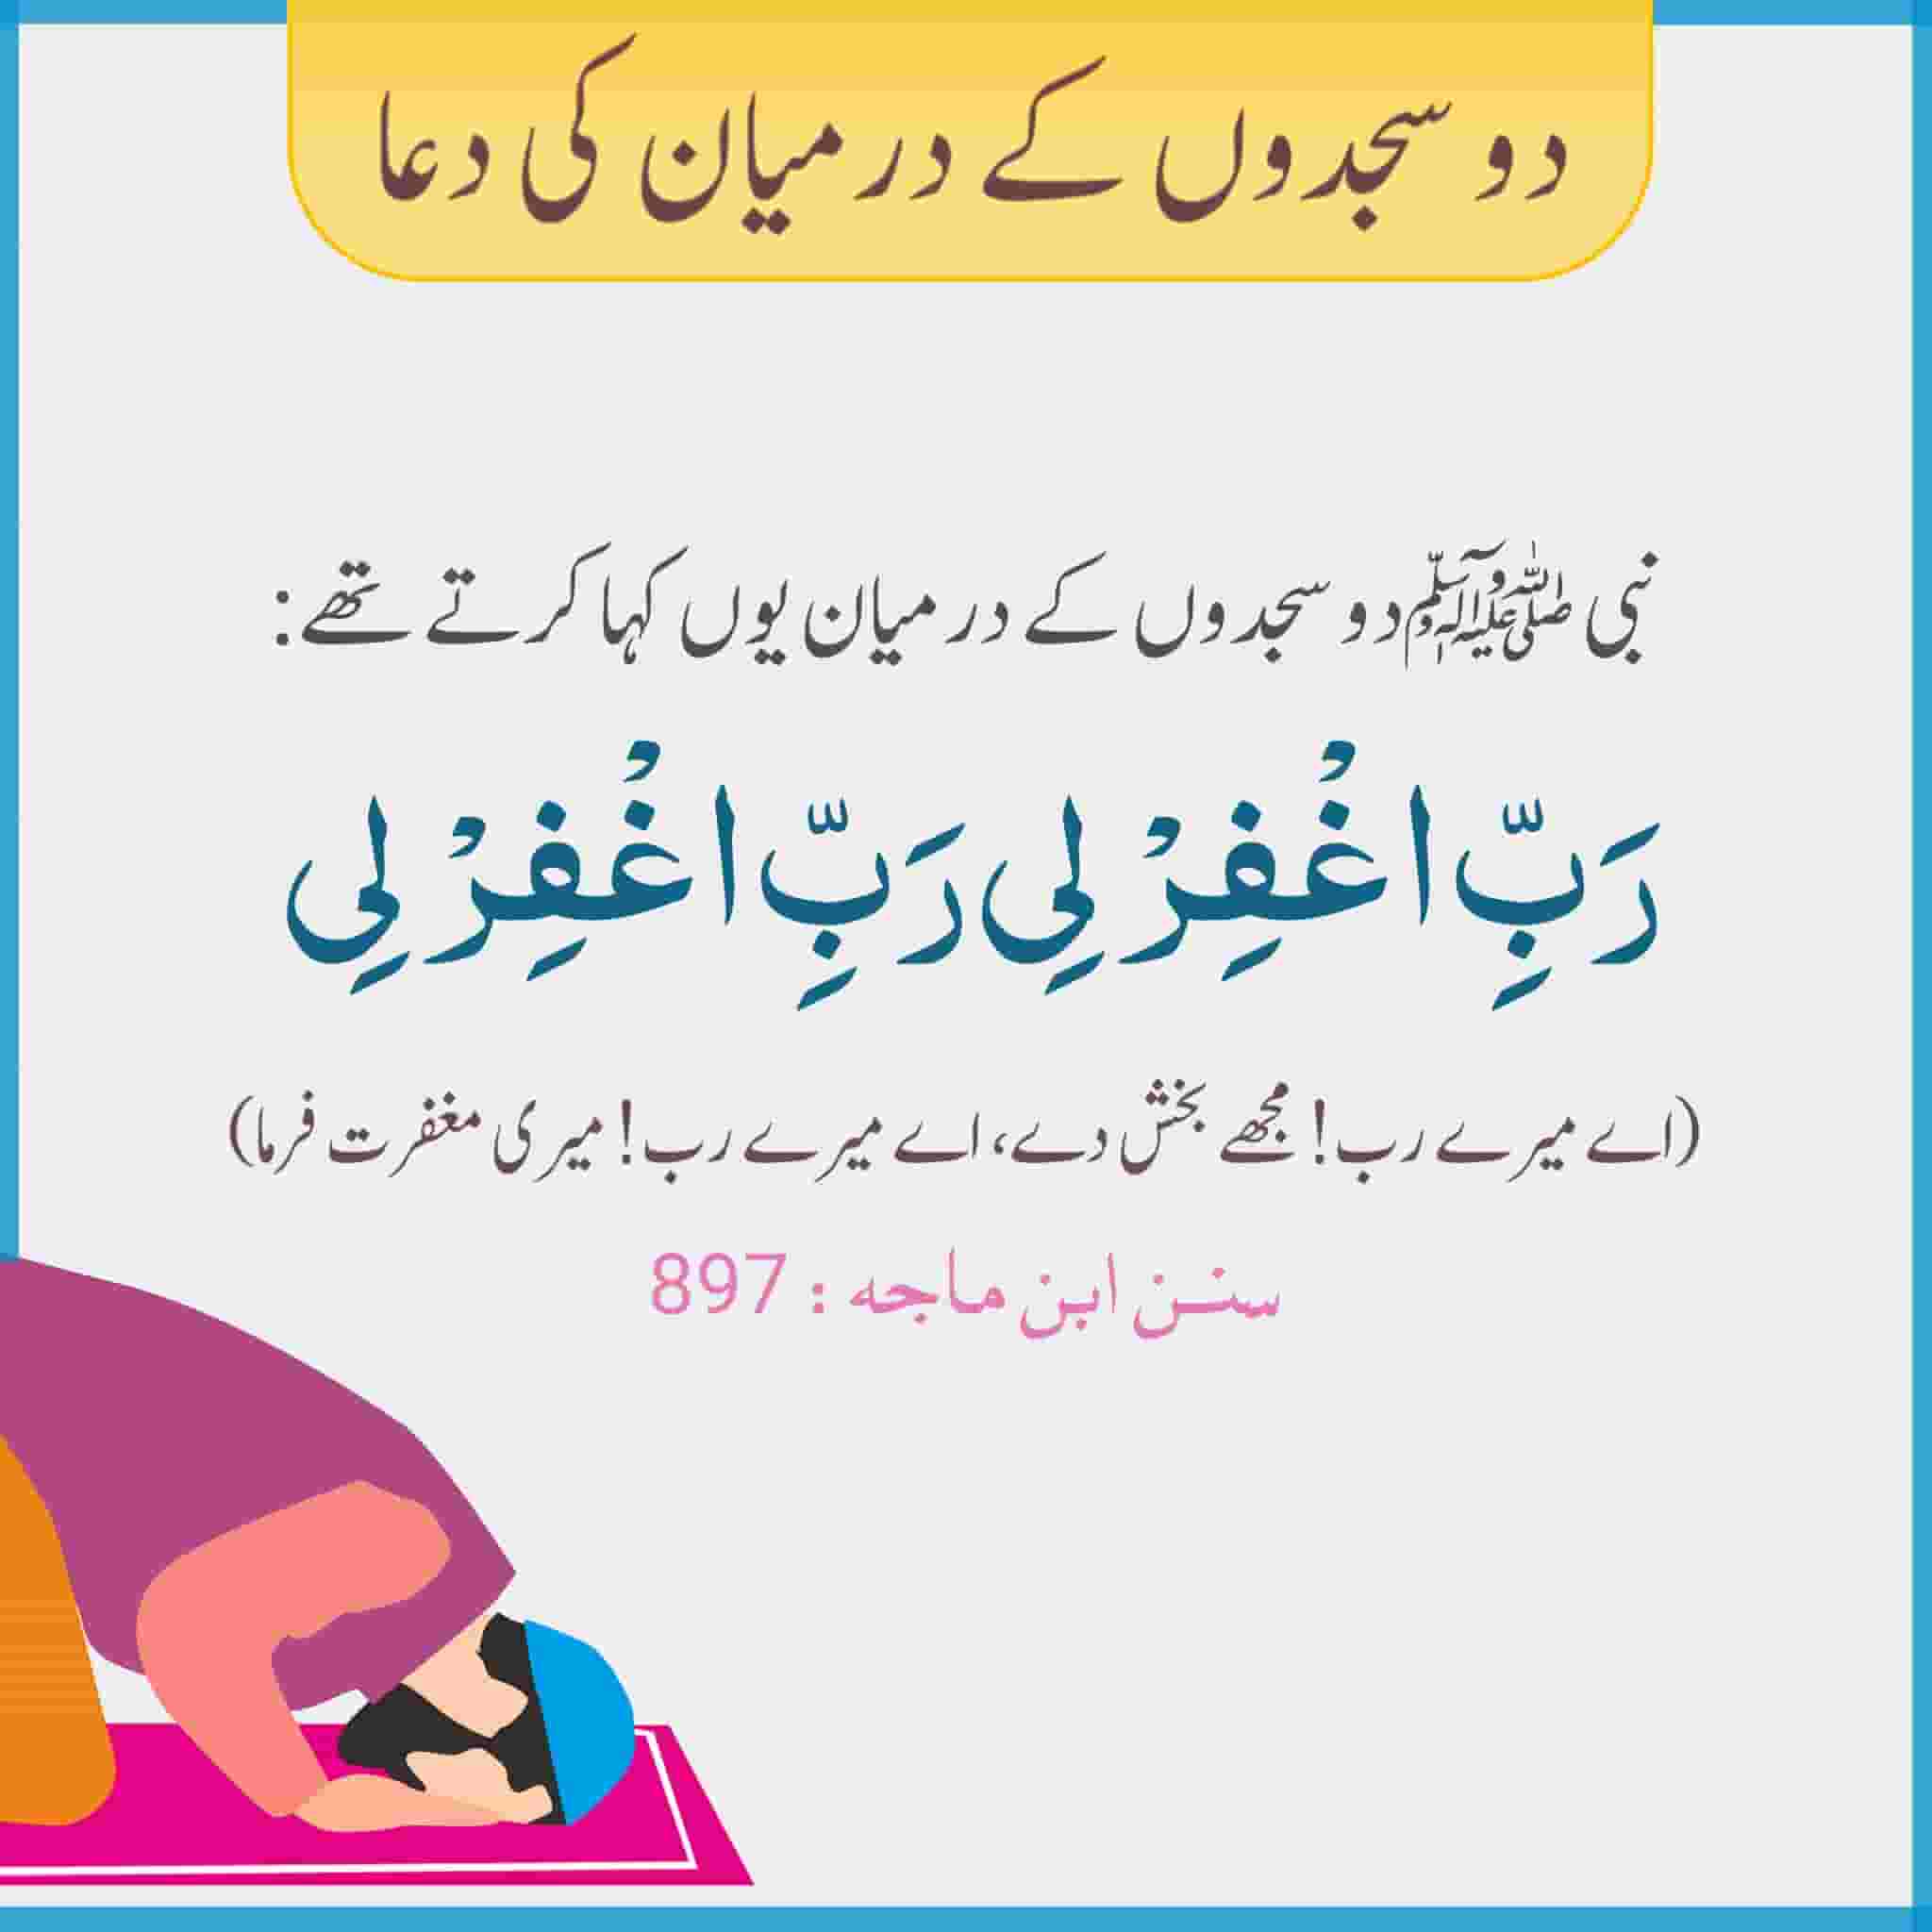 دو سجدوں کے درمیان کی دعا
نبی ﷺ دو سجدوں کے درمیان یوں کہا کرتے تھے:
رَبِّ اغْفِرْ لِی رَبِّ اغْفِرْ لِی
(اے میرے رب! مجھے بخش دے، اے میرے رب! میری مغفرت فرما)
سنن ابن ماجه : 897